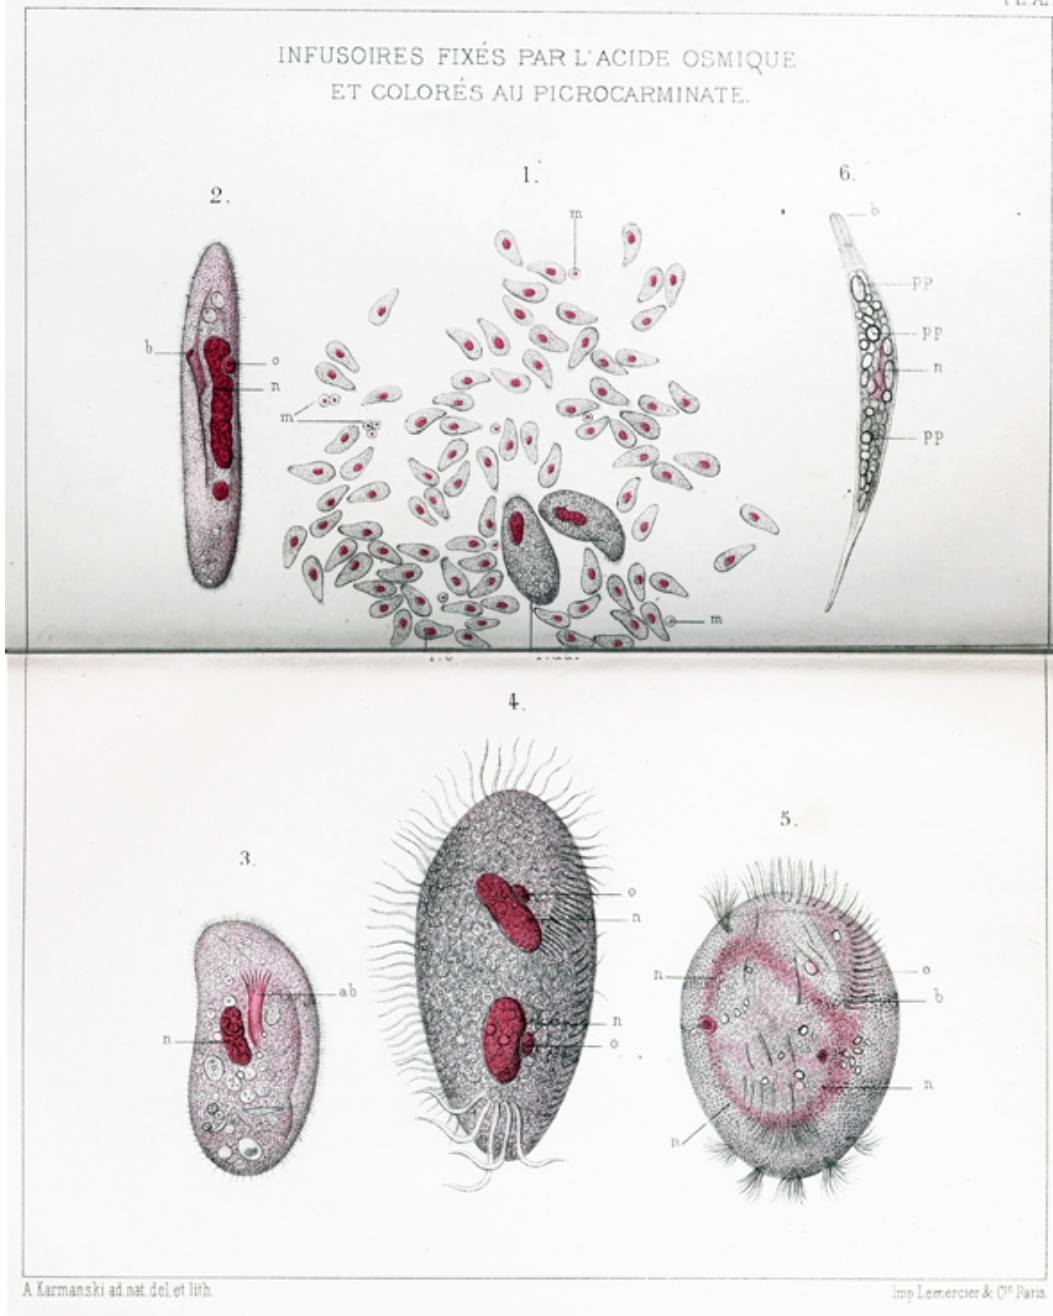 INFUSOIRES FIXÉS PAR L'ACIDE OSMIQUE
ET COLORÉS AU PICROCARMINATE.
2.
1.
6.
m
b
pp
pp
n
pp
b
o
n
m
m
4.
3.
5.
o
n
n
o
ab
n
n
o
b
n
n
A. Karmanski ad.nat.del.et lith.
Imp Lemercier & Cie Paris.